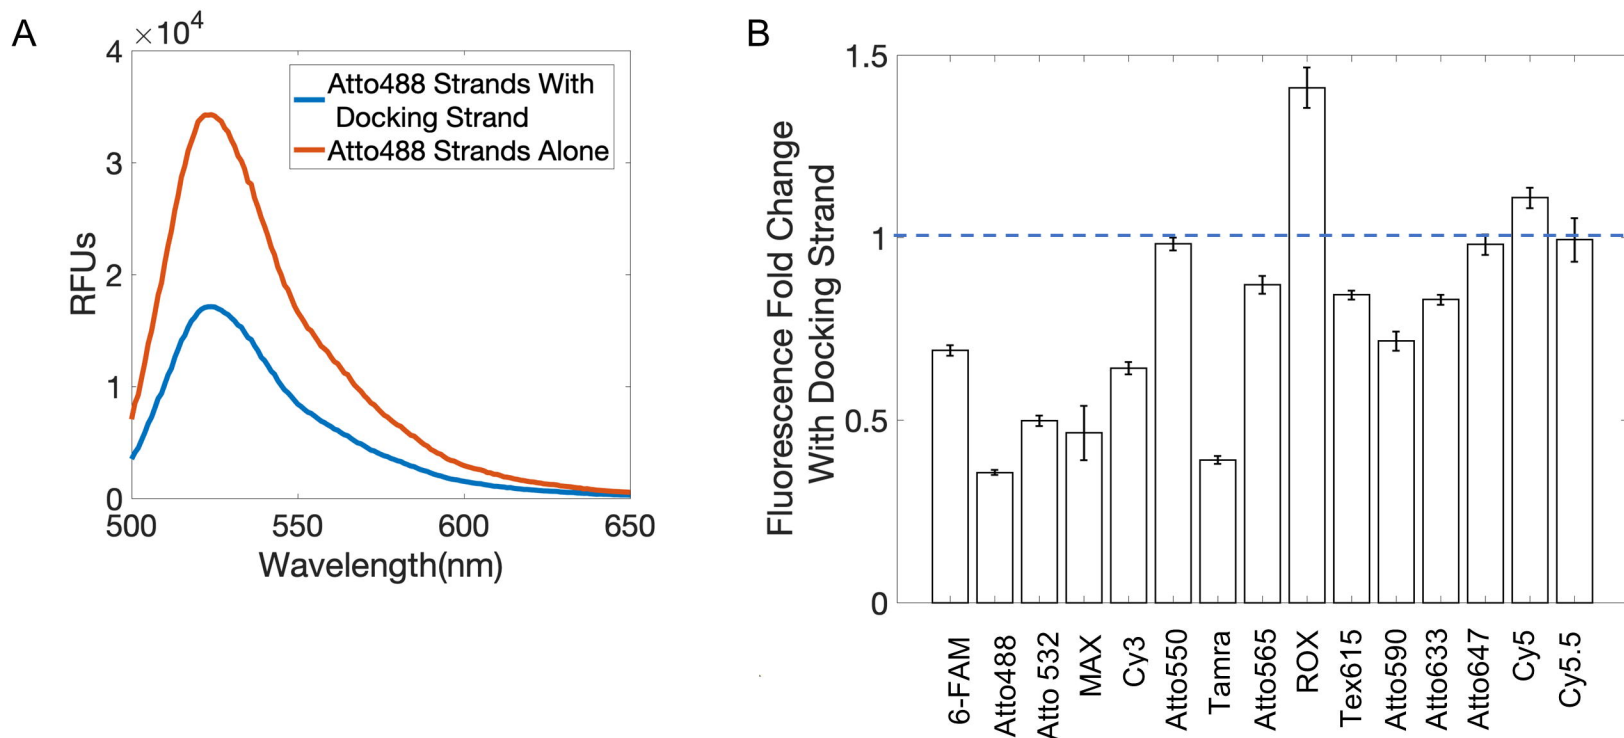 A
×10⁴
4
3
2
1
0
RFUs
Atto488 Strands With
Docking Strand
Atto488 Strands Alone
500 550 600 650
Wavelength(nm)
B
1.5
1
0.5
0
Fluorescence Fold Change
With Docking Strand
6-FAM
Atto488
Atto 532
MAX
Cy3
Atto550
Tamra
Atto565
ROX
Tex615
Atto590
Atto633
Atto647
Cy5
Cy5.5